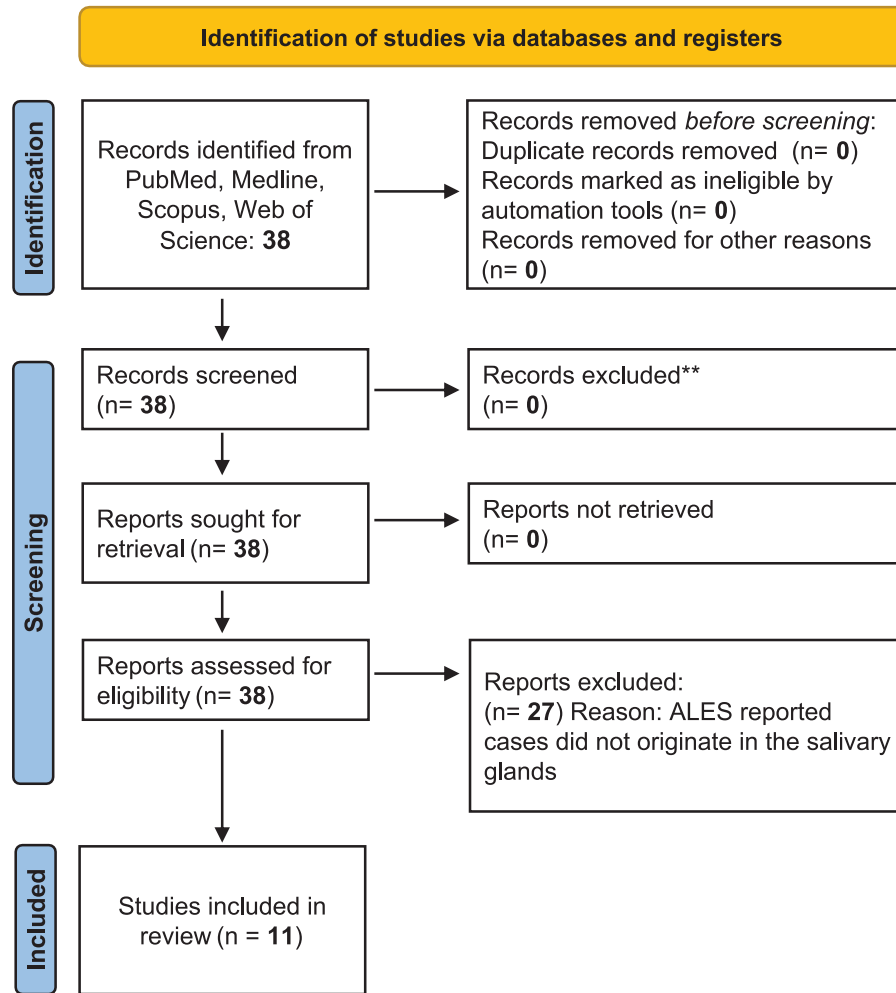 Identification of studies via databases and registers
Identification
Records identified from
PubMed, Medline,
Scopus, Web of
Science: 38
Records removed before screening:
Duplicate records removed (n= 0)
Records marked as ineligible by
automation tools (n= 0)
Records removed for other reasons
(n= 0)
Screening
Records screened
(n= 38)
Records excluded**
(n= 0)
Reports sought for
retrieval (n= 38)
Reports not retrieved
(n= 0)
Reports assessed for
eligibility (n= 38)
Reports excluded:
(n= 27) Reason: ALES reported
cases did not originate in the salivary
glands
Included
Studies included in
review (n = 11)